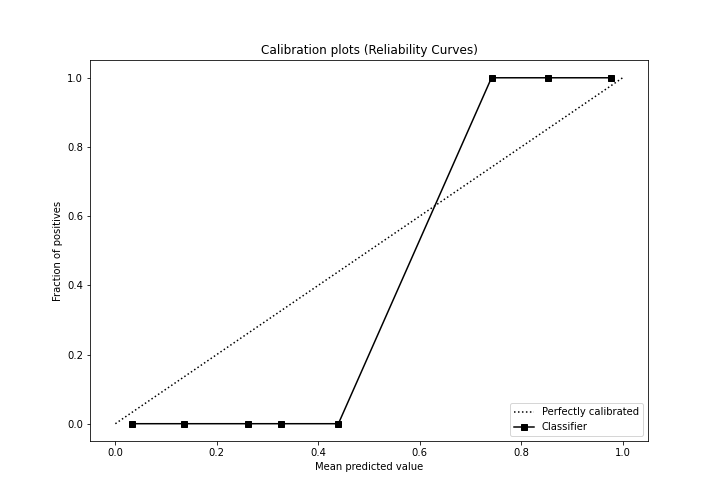 Calibration plots (Reliability Curves)
1.0
0.8
0.6
0.4
0.2
0.0
Fraction of positives
0.0 0.2 0.4 0.6 0.8 1.0
Mean predicted value
Perfectly calibrated
Classifier